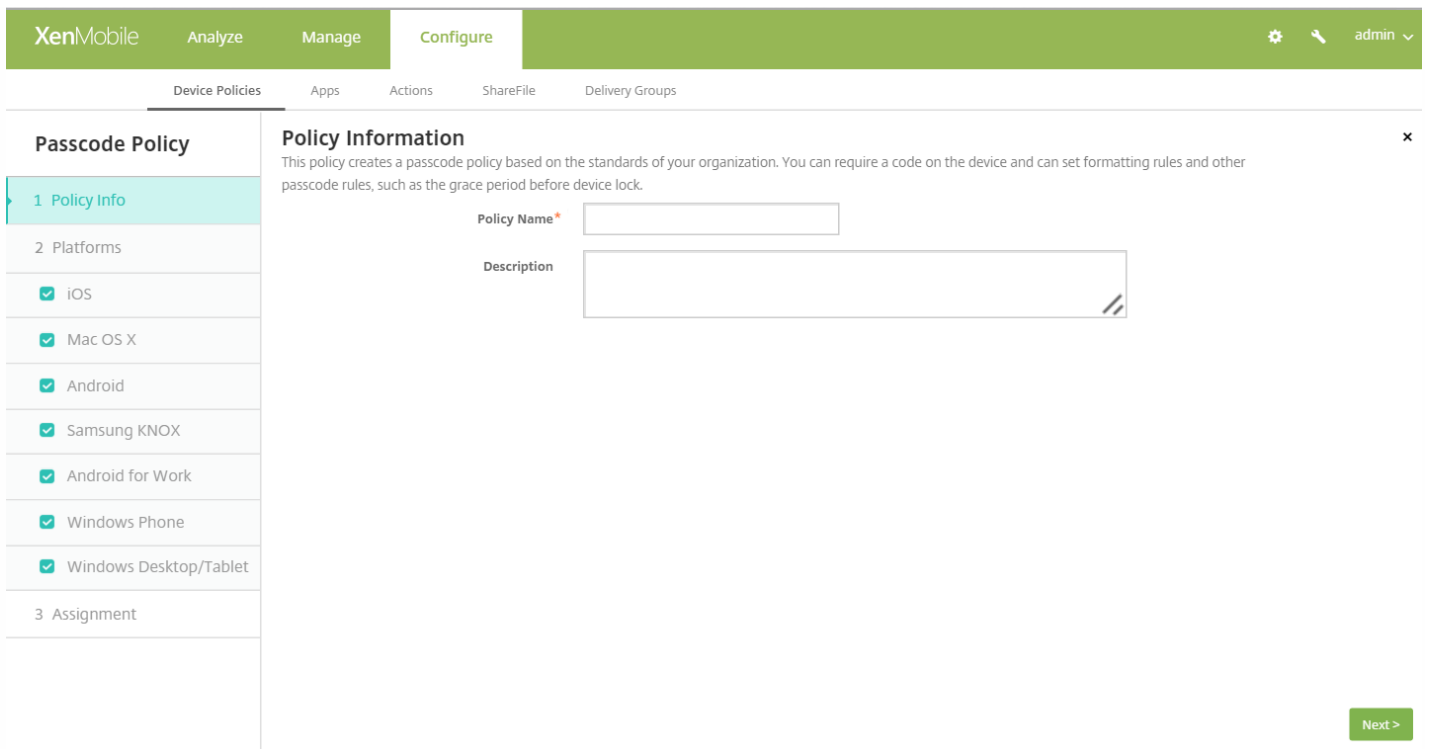 XenMobile Analyze Manage Configure admin
Device Policies Apps Actions ShareFile Delivery Groups
Passcode Policy
1 Policy Info
2 Platforms
iOS
Mac OS X
Android
Samsung KNOX
Android for Work
Windows Phone
Windows Desktop/Tablet
3 Assignment
Policy Information
This policy creates a passcode policy based on the standards of your organization. You can require a code on the device and can set formatting rules and other
passcode rules, such as the grace period before device lock.
Policy Name*
Description
Next >